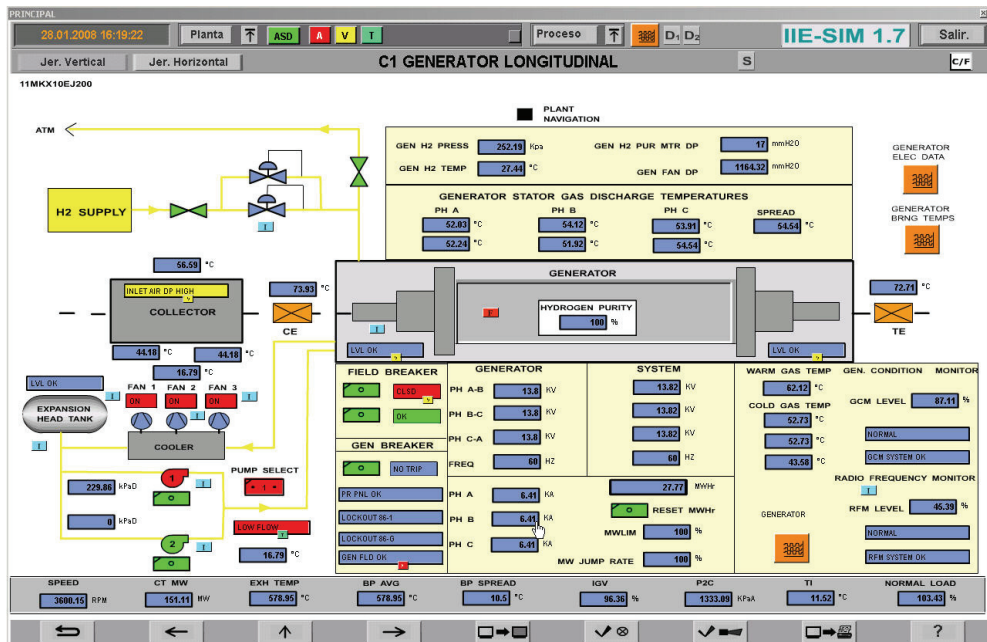 PRINCIPAL
28.01.2008 16:19:22 Planta ASD A V T Proceso D1 D2 IIE-SIM 1.7 Salir.
Jer. Vertical Jer. Horizontal C1 GENERATOR LONGITUDINAL S C/F
11MKX10EJ200
PLANT
NAVIGATION
ATM
GEN H2 PRESS 252.19 Kpa GEN H2 PUR MTR DP 17 mmH2O
GEN H2 TEMP 27.44 °C GEN FAN DP 1164.32 mmH2O
GENERATOR
ELEC DATA
GENERATOR STATOR GAS DISCHARGE TEMPERATURES
PH A PH B PH C SPREAD
52.03 °C 54.12 °C 53.91 °C 54.54 °C
52.24 °C 51.92 °C 54.54 °C
GENERATOR
BRNG TEMPS
H2 SUPPLY
I
56.59 °C
INLET AIR DP HIGH
COLLECTOR
73.93 °C
CE
GENERATOR
HYDROGEN PURITY
100 %
I
LVL OK
LVL OK
72.71 °C
TE
44.18 °C 44.18 °C
16.79 °C
LVL OK
FAN 1 FAN 2 FAN 3
ON ON ON
I
I
I
EXPANSION
HEAD TANK
COOLER
229.86 kPaD
0 kPaD
1
I
2
I
PUMP SELECT
1
LOW FLOW
16.79 °C
FIELD BREAKER
CLSD
OK
GEN BREAKER
NO TRIP
PR PNL OK
LOCKOUT 86-1
LOCKOUT 86-G
GEN FLD OK
GENERATOR SYSTEM
PH A-B 13.8 KV 13.82 KV
PH B-C 13.8 KV 13.82 KV
PH C-A 13.8 KV 13.82 KV
FREQ 60 HZ 60 HZ
PH A 6.41 KA 27.77 MWHr
PH B 6.41 KA RESET MWHr
PH C 6.41 KA MWLIM 100 %
MW JUMP RATE 100 %
WARM GAS TEMP
62.12 °C
COLD GAS TEMP
52.73 °C
52.73 °C
43.58 °C
GENERATOR
GEN. CONDITION MONITOR
GCM LEVEL 87.11 %
NORMAL
GCM SYSTEM OK
RADIO FREQUENCY MONITOR
I
RFM LEVEL 45.39 %
NORMAL
RFM SYSTEM OK
SPEED CT MW EXH TEMP BP AVG BP SPREAD IGV P2C TI NORMAL LOAD
3600.15 RPM 151.11 MW 578.95 °C 578.95 °C 10.5 °C 96.36 % 1333.09 KPaA 11.52 °C 103.43 %
?